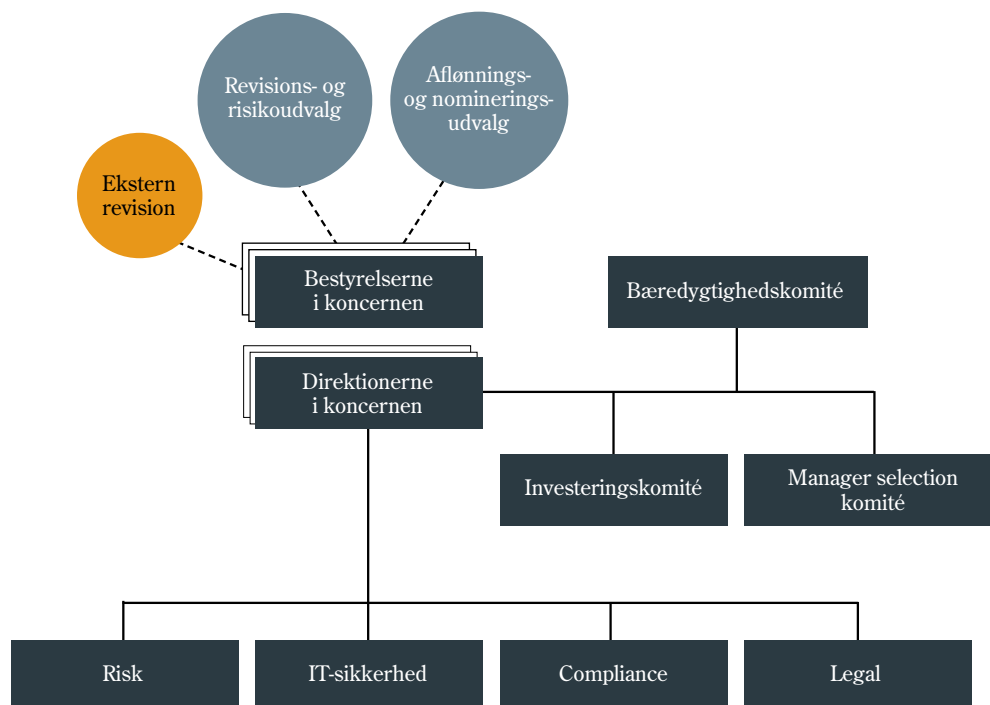 Revisions- og
risikoudvalg
Aflønnings-
og nominerings-
udvalg
Ekstern
revision
Bestyrelserne
i koncernen
Bæredygtighedskomité
Direktionerne
i koncernen
Investeringskomité
Manager selection
komité
Risk
IT-sikkerhed
Compliance
Legal